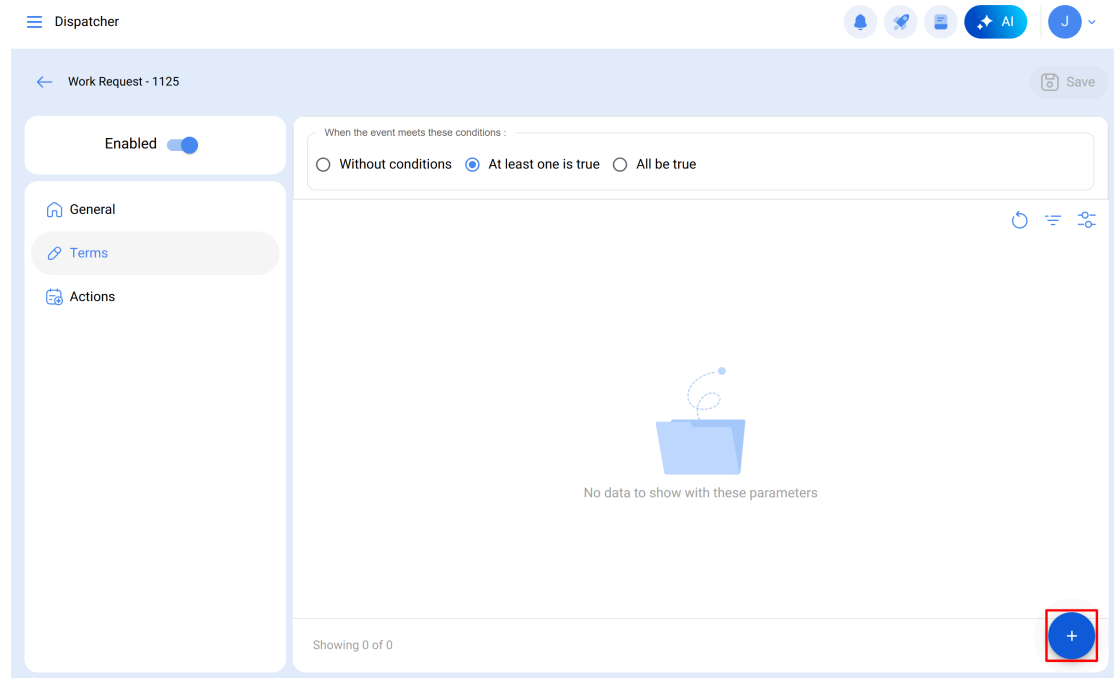 Dispatcher
AI
J
Work Request - 1125
Save
Enabled
When the event meets these conditions :
Without conditions
At least one is true
All be true
General
Terms
Actions
No data to show with these parameters
Showing 0 of 0
+